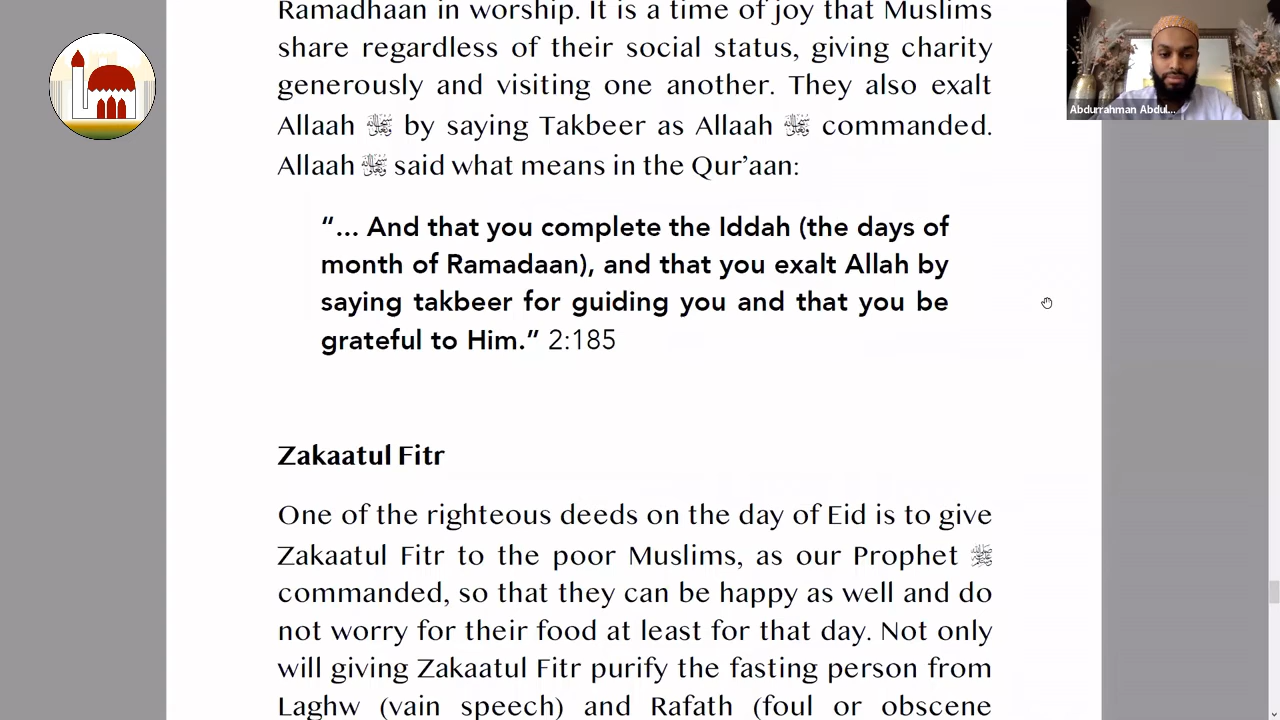 Ramadhaan in worship. It is a time of joy that Muslims
share regardless of their social status, giving charity
generously and visiting one another. They also exalt
Allaah ﷻ by saying Takbeer as Allaah ﷻ commanded.
Allaah ﷻ said what means in the Qur’aan:
“... And that you complete the Iddah (the days of
month of Ramadaan), and that you exalt Allah by
saying takbeer for guiding you and that you be
grateful to Him.” 2:185
Zakaatul Fitr
One of the righteous deeds on the day of Eid is to give
Zakaatul Fitr to the poor Muslims, as our Prophet ﷺ
commanded, so that they can be happy as well and do
not worry for their food at least for that day. Not only
will giving Zakaatul Fitr purify the fasting person from
Laghw (vain speech) and Rafath (foul or obscene
Abdurrahman Abdul...